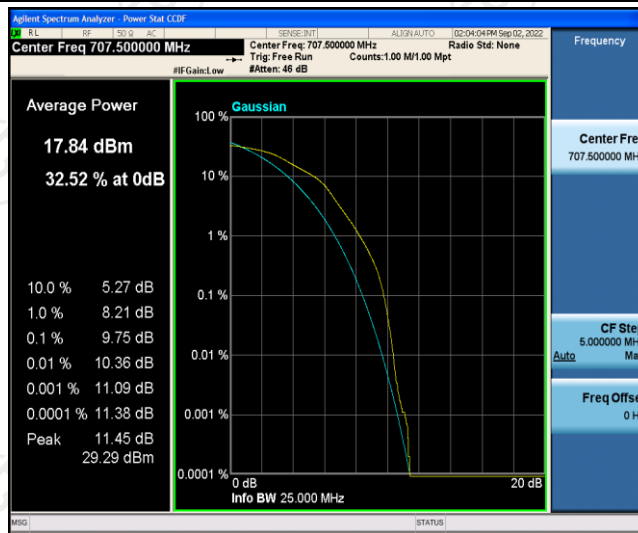 Agilent Spectrum Analyzer - Power Stat CCDF
RL RF 50 Ω AC SENSE:INT ALIGN AUTO 02:04:04 PM Sep 02, 2022
Center Freq 707.500000 MHz
Center Freq: 707.500000 MHz Radio Std: None
Trig: Free Run Counts:1.00 M/1.00 Mpt
#IFGain:Low #Atten: 46 dB
Frequency
Average Power
17.84 dBm
32.52 % at 0dB
10.0 % 5.27 dB
1.0 % 8.21 dB
0.1 % 9.75 dB
0.01 % 10.36 dB
0.001 % 11.09 dB
0.0001 % 11.38 dB
Peak 11.45 dB
29.29 dBm
Gaussian
100 %
10 %
1 %
0.1 %
0.01 %
0.001 %
0.0001 %
0 dB 20 dB
Info BW 25.000 MHz
Center Fre
707.500000 MH
CF Ste
5.000000 MH
Auto Ma
Freq Offse
0 H
MSG STATUS